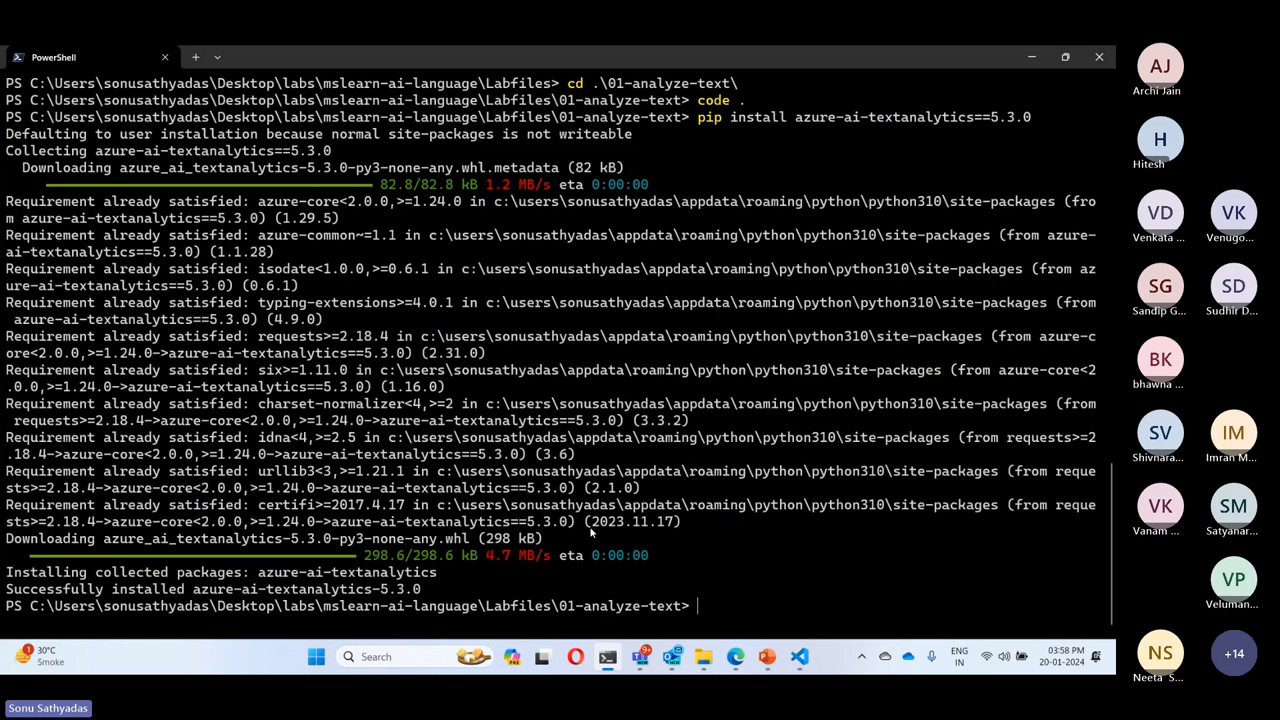 PowerShell
PS C:\Users\sonusathyadas\Desktop\labs\mslearn-ai-language\Labfiles> cd .\01-analyze-text\
PS C:\Users\sonusathyadas\Desktop\labs\mslearn-ai-language\Labfiles\01-analyze-text> code .
PS C:\Users\sonusathyadas\Desktop\labs\mslearn-ai-language\Labfiles\01-analyze-text> pip install azure-ai-textanalytics==5.3.0
Defaulting to user installation because normal site-packages is not writeable
Collecting azure-ai-textanalytics==5.3.0
Downloading azure_ai_textanalytics-5.3.0-py3-none-any.whl.metadata (82 kB)
82.8/82.8 kB 1.2 MB/s eta 0:00:00
Requirement already satisfied: azure-core<2.0.0,>=1.24.0 in c:\users\sonusathyadas\appdata\roaming\python\python310\site-packages (fro
m azure-ai-textanalytics==5.3.0) (1.29.5)
Requirement already satisfied: azure-common~=1.1 in c:\users\sonusathyadas\appdata\roaming\python\python310\site-packages (from azure-
ai-textanalytics==5.3.0) (1.1.28)
Requirement already satisfied: isodate<1.0.0,>=0.6.1 in c:\users\sonusathyadas\appdata\roaming\python\python310\site-packages (from az
ure-ai-textanalytics==5.3.0) (0.6.1)
Requirement already satisfied: typing-extensions>=4.0.1 in c:\users\sonusathyadas\appdata\roaming\python\python310\site-packages (from
azure-ai-textanalytics==5.3.0) (4.9.0)
Requirement already satisfied: requests>=2.18.4 in c:\users\sonusathyadas\appdata\roaming\python\python310\site-packages (from azure-c
ore<2.0.0,>=1.24.0->azure-ai-textanalytics==5.3.0) (2.31.0)
Requirement already satisfied: six>=1.11.0 in c:\users\sonusathyadas\appdata\roaming\python\python310\site-packages (from azure-core<2
.0.0,>=1.24.0->azure-ai-textanalytics==5.3.0) (1.16.0)
Requirement already satisfied: charset-normalizer<4,>=2 in c:\users\sonusathyadas\appdata\roaming\python\python310\site-packages (from
requests>=2.18.4->azure-core<2.0.0,>=1.24.0->azure-ai-textanalytics==5.3.0) (3.3.2)
Requirement already satisfied: idna<4,>=2.5 in c:\users\sonusathyadas\appdata\roaming\python\python310\site-packages (from requests>=2
.18.4->azure-core<2.0.0,>=1.24.0->azure-ai-textanalytics==5.3.0) (3.6)
Requirement already satisfied: urllib3<3,>=1.21.1 in c:\users\sonusathyadas\appdata\roaming\python\python310\site-packages (from reque
sts>=2.18.4->azure-core<2.0.0,>=1.24.0->azure-ai-textanalytics==5.3.0) (2.1.0)
Requirement already satisfied: certifi>=2017.4.17 in c:\users\sonusathyadas\appdata\roaming\python\python310\site-packages (from reque
sts>=2.18.4->azure-core<2.0.0,>=1.24.0->azure-ai-textanalytics==5.3.0) (2023.11.17)
Downloading azure_ai_textanalytics-5.3.0-py3-none-any.whl (298 kB)
298.6/298.6 kB 4.7 MB/s eta 0:00:00
Installing collected packages: azure-ai-textanalytics
Successfully installed azure-ai-textanalytics-5.3.0
PS C:\Users\sonusathyadas\Desktop\labs\mslearn-ai-language\Labfiles\01-analyze-text>
1
30°C
Smoke
Search
PRE
9+
ENG
IN
03:58 PM
20-01-2024
AJ
Archi Jain
H
Hitesh
VD
Venkata ...
VK
Venugo...
SG
Sandip G...
SD
Sudhir D...
BK
bhawna ...
SV
Shivnara...
IM
Imran M...
VK
Vanam ...
SM
Satyanar...
VP
Veluman...
NS
Neeta S...
+14
Sonu Sathyadas